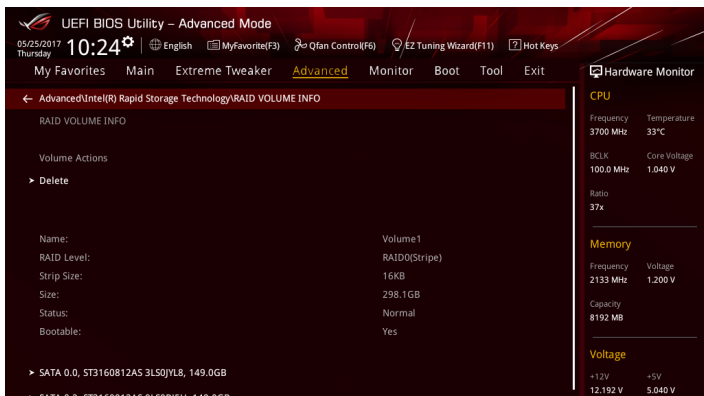 UEFI BIOS Utility – Advanced Mode
05/25/2017 Thursday 10:24 English MyFavorite(F3) Qfan Control(F6) EZ Tuning Wizard(F11) ? Hot Keys
My Favorites Main Extreme Tweaker Advanced Monitor Boot Tool Exit
Hardware Monitor
← Advanced\Intel(R) Rapid Storage Technology\RAID VOLUME INFO
RAID VOLUME INFO
Volume Actions
> Delete
Name: Volume1
RAID Level: RAID0(Stripe)
Strip Size: 16KB
Size: 298.1GB
Status: Normal
Bootable: Yes
> SATA 0.0, ST3160812AS 3LS0JYL8, 149.0GB
CPU
Frequency Temperature
3700 MHz 33°C
BCLK Core Voltage
100.0 MHz 1.040 V
Ratio
37x
Memory
Frequency Voltage
2133 MHz 1.200 V
Capacity
8192 MB
Voltage
+12V +5V
12.192 V 5.040 V